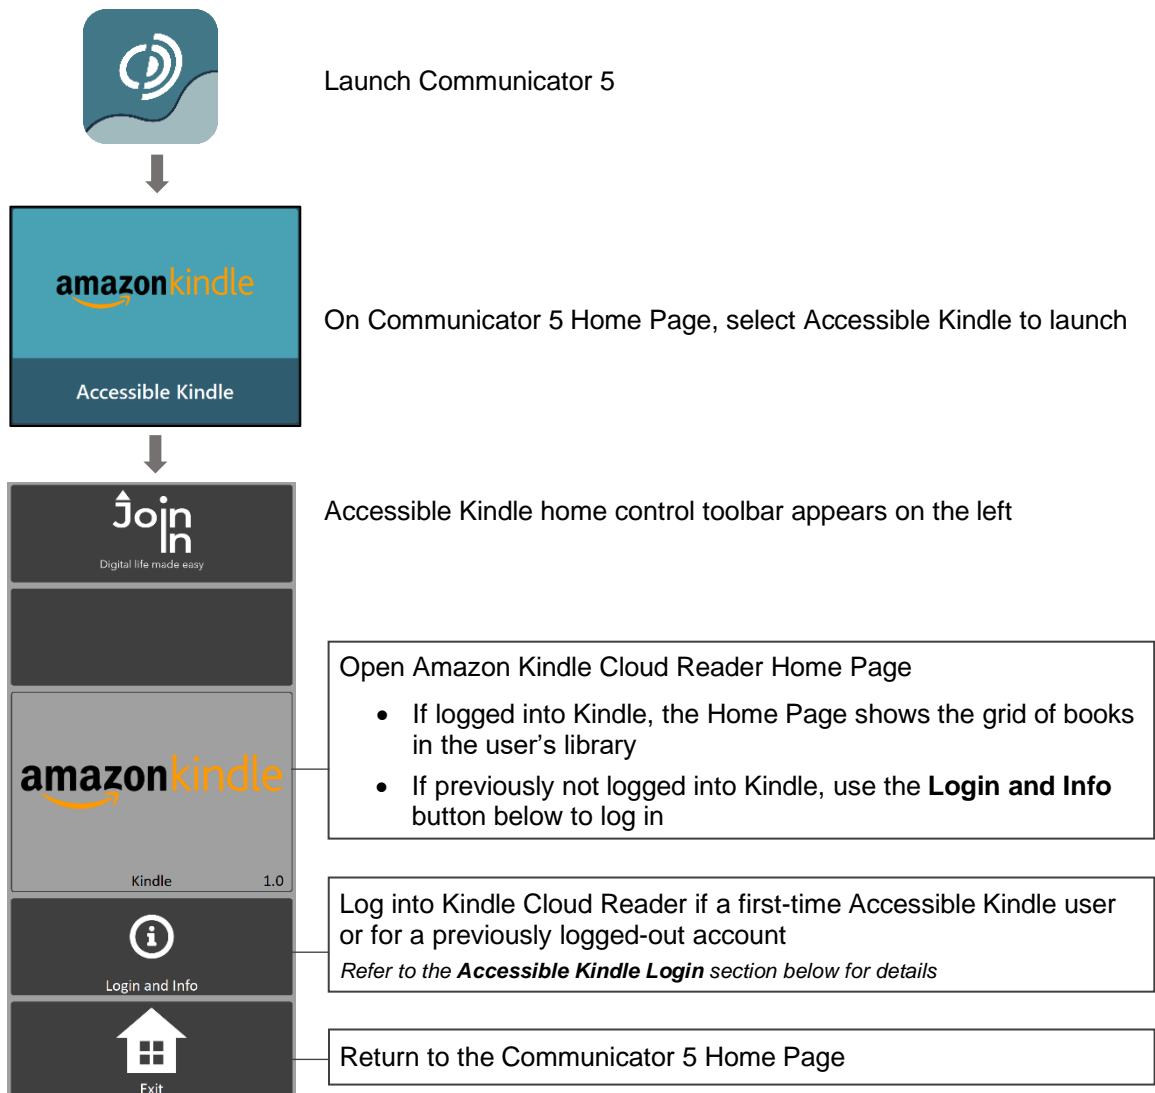 Launch Communicator 5
amazonkindle
Accessible Kindle
On Communicator 5 Home Page, select Accessible Kindle to launch
Join
In
Digital life made easy
Accessible Kindle home control toolbar appears on the left
amazonkindle
Kindle 1.0
Open Amazon Kindle Cloud Reader Home Page
• If logged into Kindle, the Home Page shows the grid of books
in the user’s library
• If previously not logged into Kindle, use the Login and Info
button below to log in
Login and Info
Log into Kindle Cloud Reader if a first-time Accessible Kindle user
or for a previously logged-out account
Refer to the Accessible Kindle Login section below for details
Exit
Return to the Communicator 5 Home Page